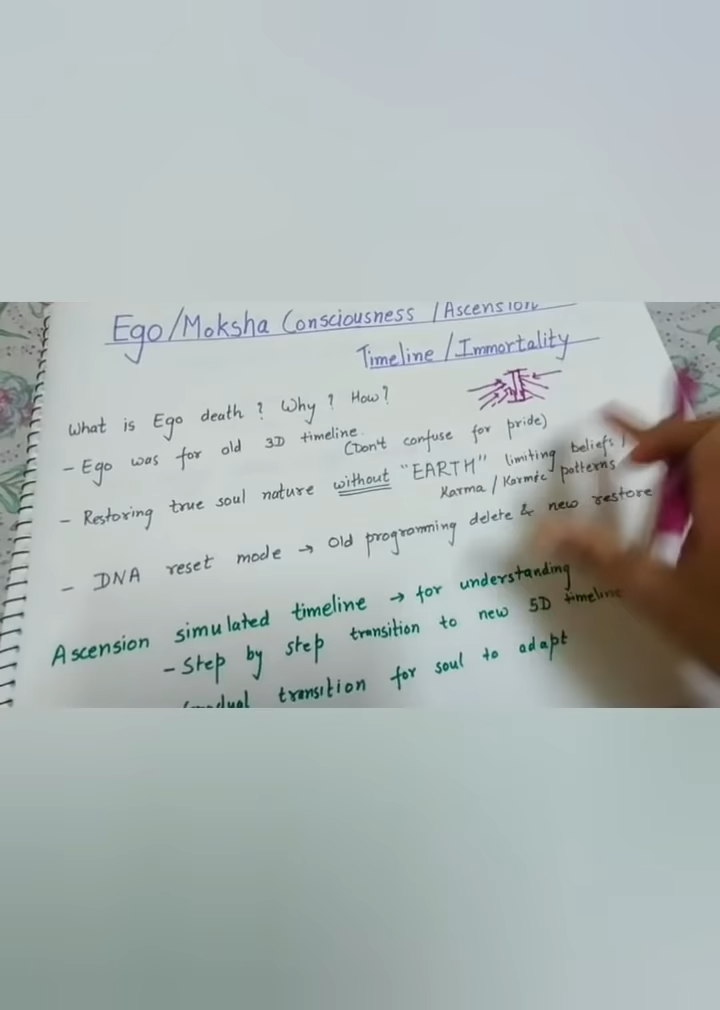 Ego/Moksha Consciousness / Ascension
Timeline / Immortality
What is Ego death? Why? How?
- Ego was for old 3D timeline
(Don't confuse for pride)
- Restoring true soul nature without "EARTH" limiting beliefs /
Karma / Karmic patterns
- DNA reset mode → Old programming delete & new restore
Ascension simulated timeline → for understanding
- Step by step transition to new 5D timeline
transition for soul to adapt